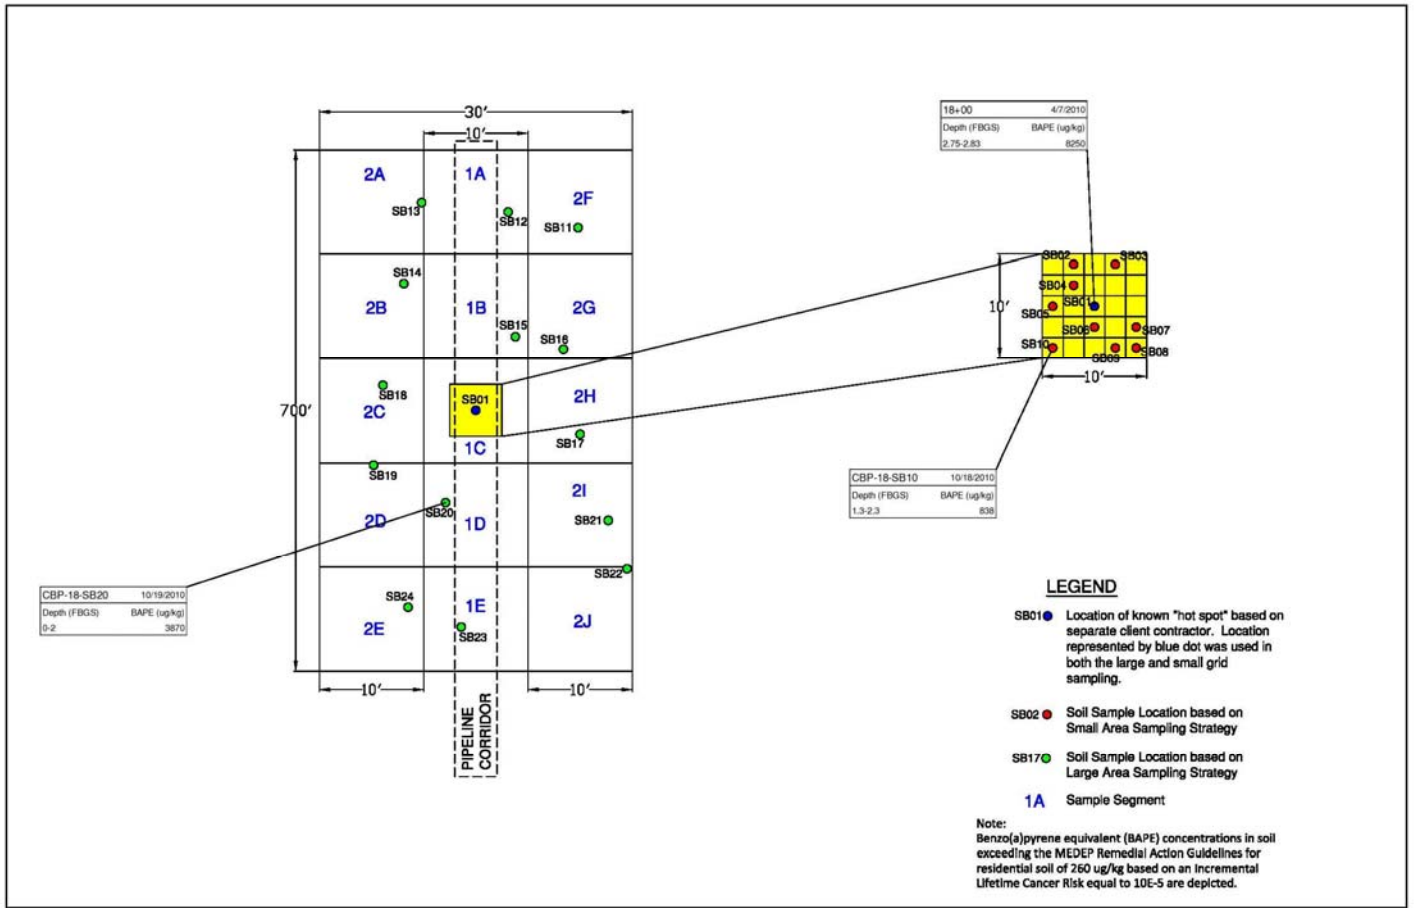 30'
10'
700'
2A
1A
2F
SB13
SB12
SB11
SB14
2B
1B
2G
SB15
SB16
SB18
2C
SB01
2H
SB17
1C
SB19
2I
SB20
2D
1D
SB21
SB22
SB24
1E
2E
SB23
2J
10'
10'
PIPELINE
CORRIDOR
CBP-18-SB20 10/19/2010
Depth (FBGS) BAPE (ug/kg)
0-2 3870
18+00 4/7/2010
Depth (FBGS) BAPE (ug/kg)
2.75-2.83 8250
SB02
SB03
SB04
SB01
SB05
SB06
SB07
SB10
SB09
SB08
10'
10'
CBP-18-SB10 10/18/2010
Depth (FBGS) BAPE (ug/kg)
1.3-2.3 838
LEGEND
SB01 Location of known "hot spot" based on
separate client contractor. Location
represented by blue dot was used in
both the large and small grid
sampling.
SB02 Soil Sample Location based on
Small Area Sampling Strategy
SB17 Soil Sample Location based on
Large Area Sampling Strategy
1A Sample Segment
Note:
Benzo(a)pyrene equivalent (BAPE) concentrations in soil
exceeding the MEDEP Remedial Action Guidelines for
residential soil of 260 ug/kg based on an Incremental
Lifetime Cancer Risk equal to 10E-5 are depicted.